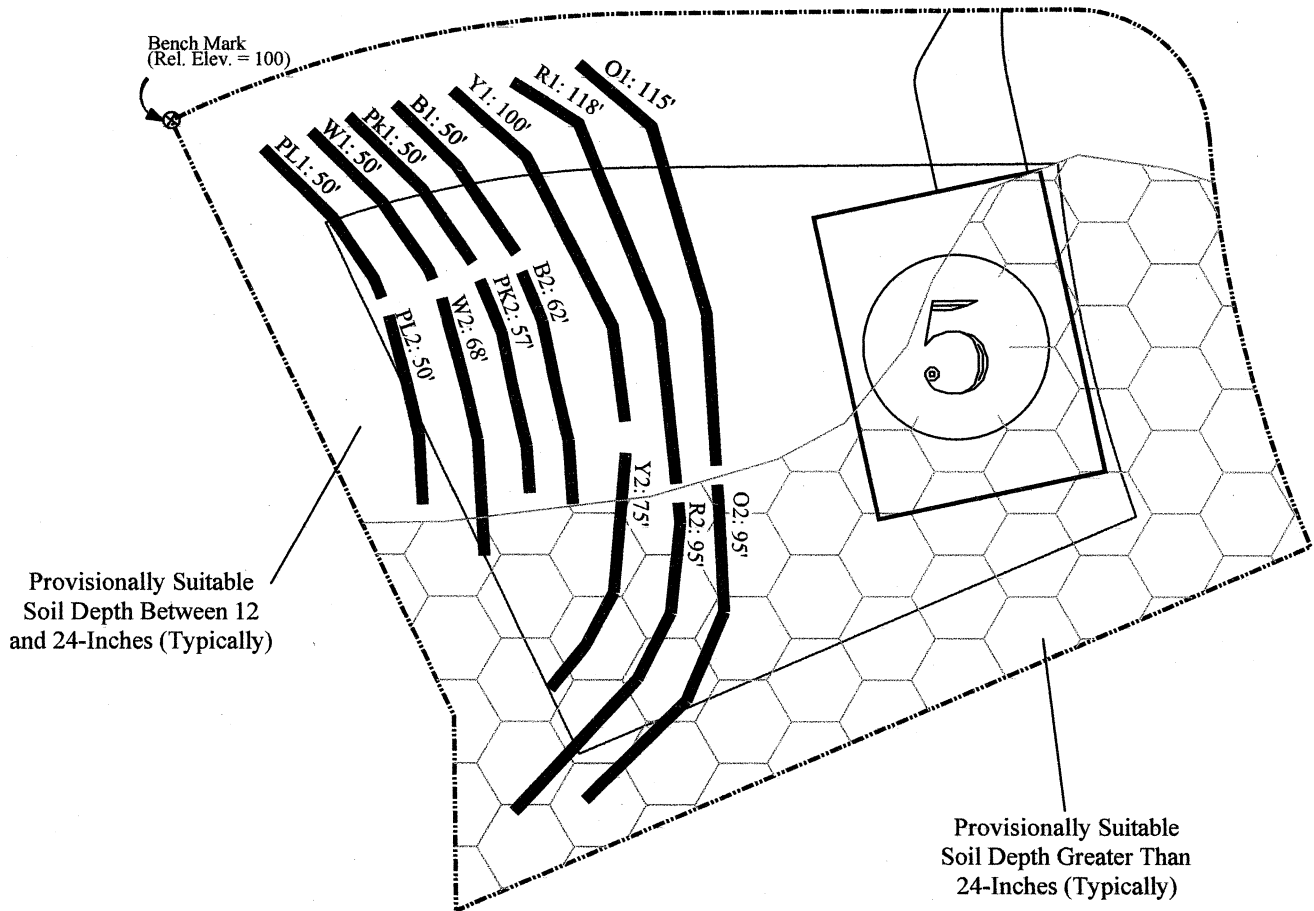 Bench Mark
(Rel. Elev. = 100)
PL1: 50'
W1: 50'
Pk1: 50'
B1: 50'
Y1: 100'
R1: 118'
O1: 115'
PL2: 50'
W2: 68'
PK2: 57'
B2: 62'
Y2: 75'
R2: 95'
O2: 95'
5
Provisionally Suitable
Soil Depth Between 12
and 24-Inches (Typically)
Provisionally Suitable
Soil Depth Greater Than
24-Inches (Typically)